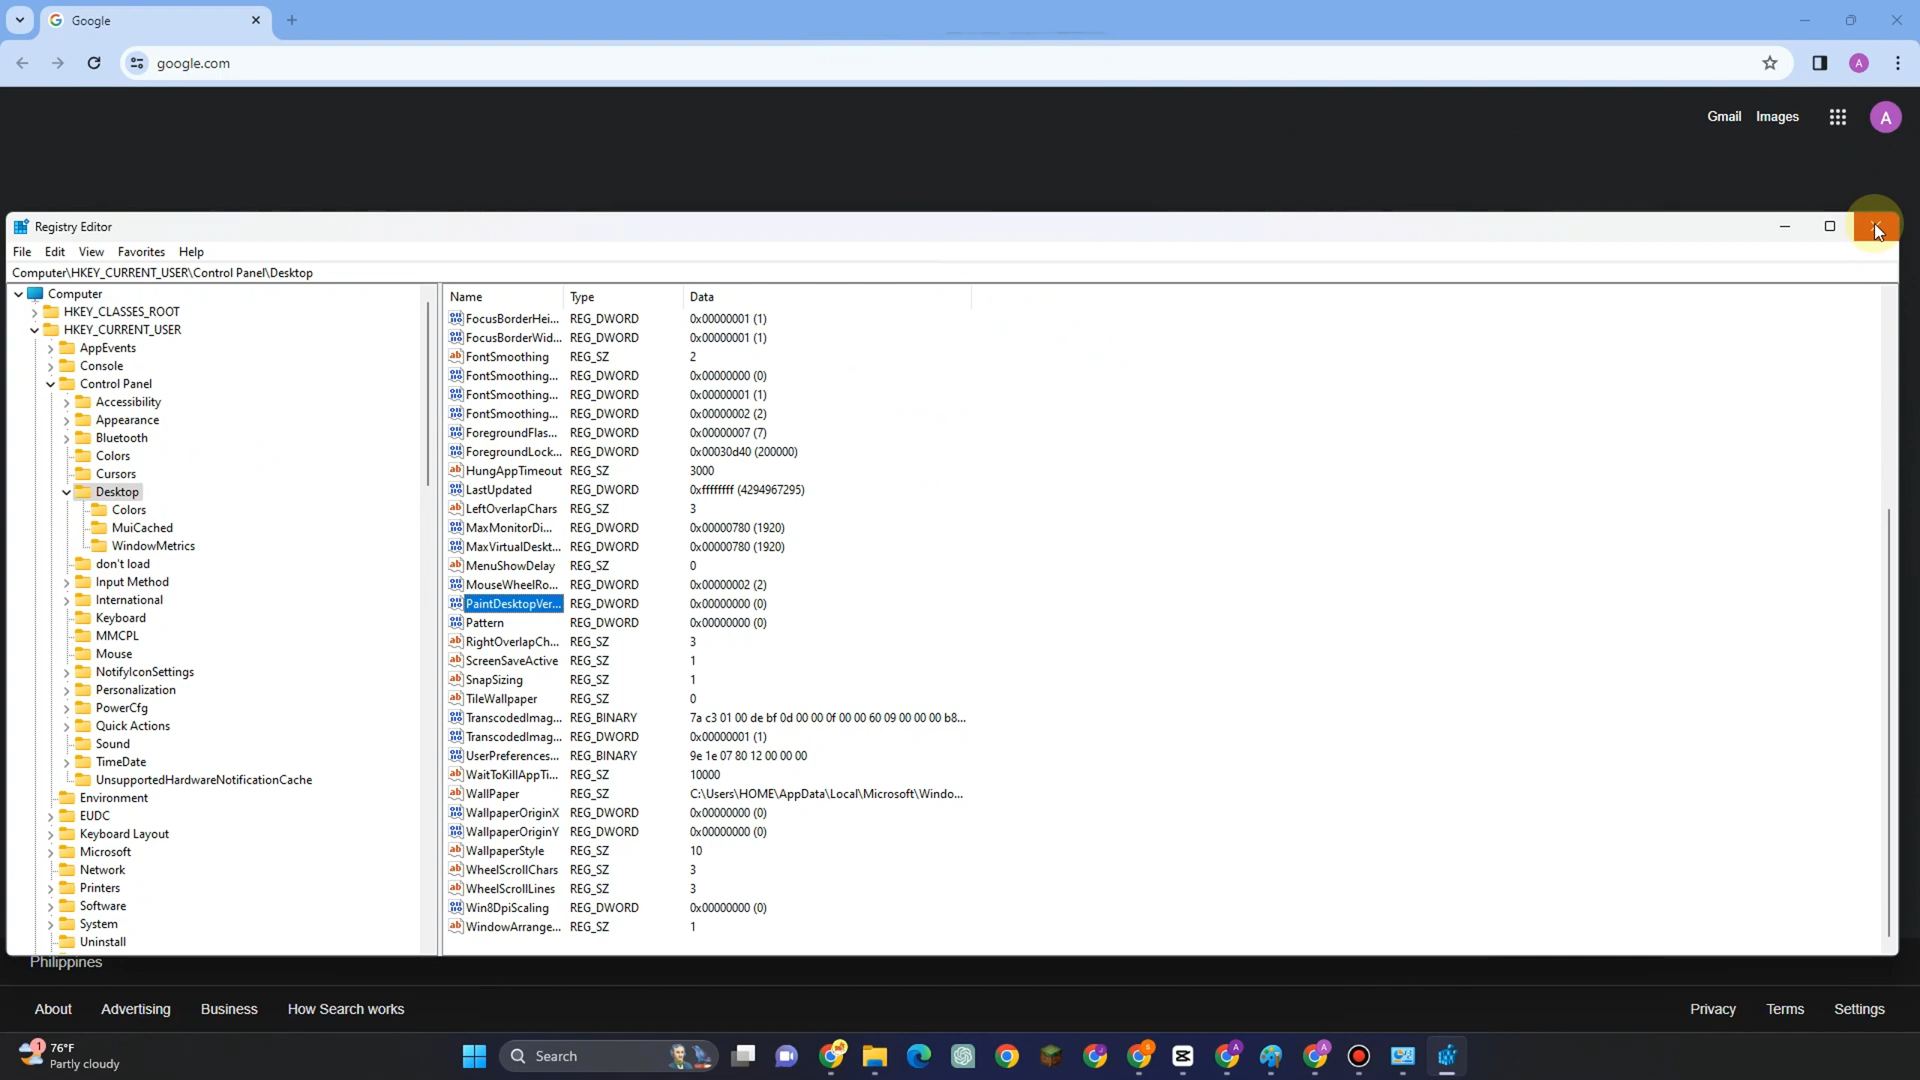 Google
google.com
A
Gmail Images
A
Registry Editor
File Edit View Favorites Help
Computer\HKEY_CURRENT_USER\Control Panel\Desktop
Computer
HKEY_CLASSES_ROOT
HKEY_CURRENT_USER
AppEvents
Console
Control Panel
Accessibility
Appearance
Bluetooth
Colors
Cursors
Desktop
Colors
MuiCached
WindowMetrics
don't load
Input Method
International
Keyboard
MMCPL
Mouse
NotifyIconSettings
Personalization
PowerCfg
Quick Actions
Sound
TimeDate
UnsupportedHardwareNotificationCache
Environment
EUDC
Keyboard Layout
Microsoft
Network
Printers
Software
System
Uninstall
Name Type Data
FocusBorderHei... REG_DWORD 0x00000001 (1)
FocusBorderWid... REG_DWORD 0x00000001 (1)
FontSmoothing REG_SZ 2
FontSmoothing... REG_DWORD 0x00000000 (0)
FontSmoothing... REG_DWORD 0x00000001 (1)
FontSmoothing... REG_DWORD 0x00000002 (2)
ForegroundFlas... REG_DWORD 0x00000007 (7)
ForegroundLock... REG_DWORD 0x00030d40 (200000)
HungAppTimeout REG_SZ 3000
LastUpdated REG_DWORD 0xffffffff (4294967295)
LeftOverlapChars REG_SZ 3
MaxMonitorDi... REG_DWORD 0x00000780 (1920)
MaxVirtualDeskt... REG_DWORD 0x00000780 (1920)
MenuShowDelay REG_SZ 0
MouseWheelRo... REG_DWORD 0x00000002 (2)
PaintDesktopVer... REG_DWORD 0x00000000 (0)
Pattern REG_DWORD 0x00000000 (0)
RightOverlapCh... REG_SZ 3
ScreenSaveActive REG_SZ 1
SnapSizing REG_SZ 1
TileWallpaper REG_SZ 0
TranscodedImag... REG_BINARY 7a c3 01 00 de bf 0d 00 00 0f 00 00 60 09 00 00 00 b8...
TranscodedImag... REG_DWORD 0x00000001 (1)
UserPreferences... REG_BINARY 9e 1e 07 80 12 00 00 00
WaitToKillAppTi... REG_SZ 10000
WallPaper REG_SZ C:\Users\HOME\AppData\Local\Microsoft\Windo...
WallpaperOriginX REG_DWORD 0x00000000 (0)
WallpaperOriginY REG_DWORD 0x00000000 (0)
WallpaperStyle REG_SZ 10
WheelScrollChars REG_SZ 3
WheelScrollLines REG_SZ 3
Win8DpiScaling REG_DWORD 0x00000000 (0)
WindowArrange... REG_SZ 1
Philippines
About Advertising Business How Search works Privacy Terms Settings
1 76°F
Partly cloudy
Search